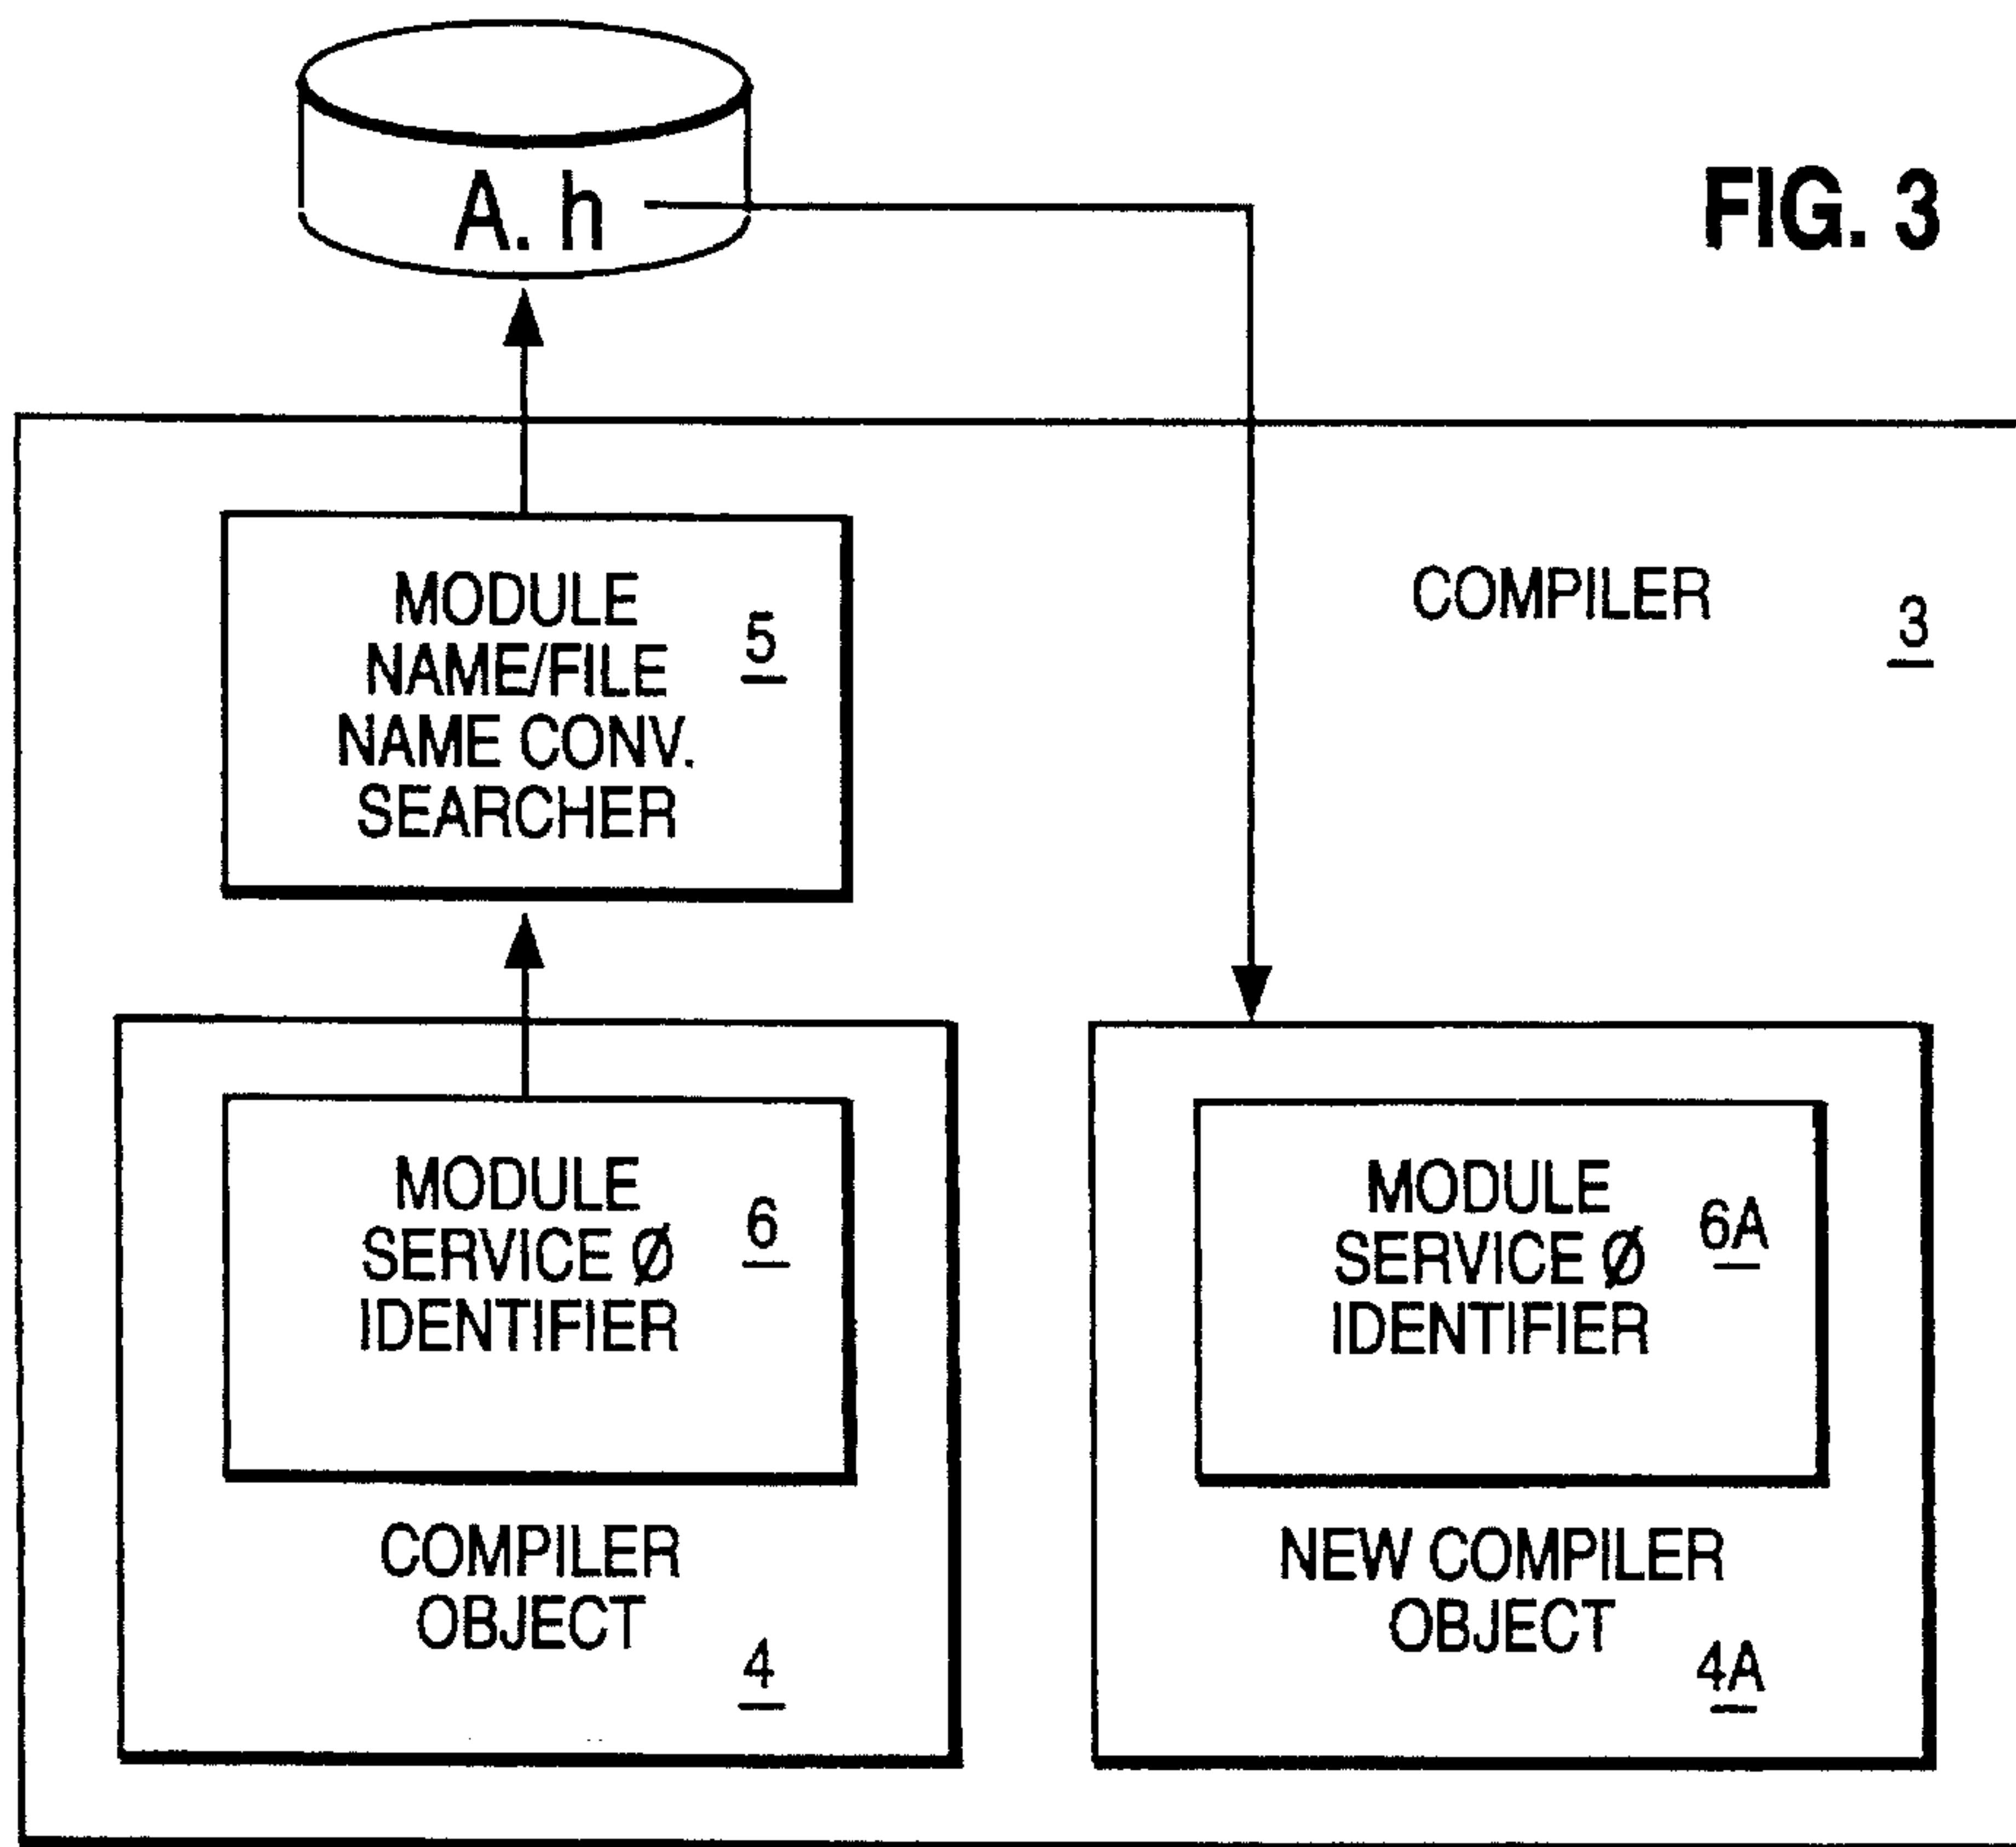 A. h
FIG. 3
MODULE
NAME/FILE
NAME CONV.
SEARCHER
5
COMPILER
3
MODULE
SERVICE Ø
IDENTIFIER
6
COMPILER
OBJECT
4
MODULE
SERVICE Ø
IDENTIFIER
6A
NEW COMPILER
OBJECT
4A